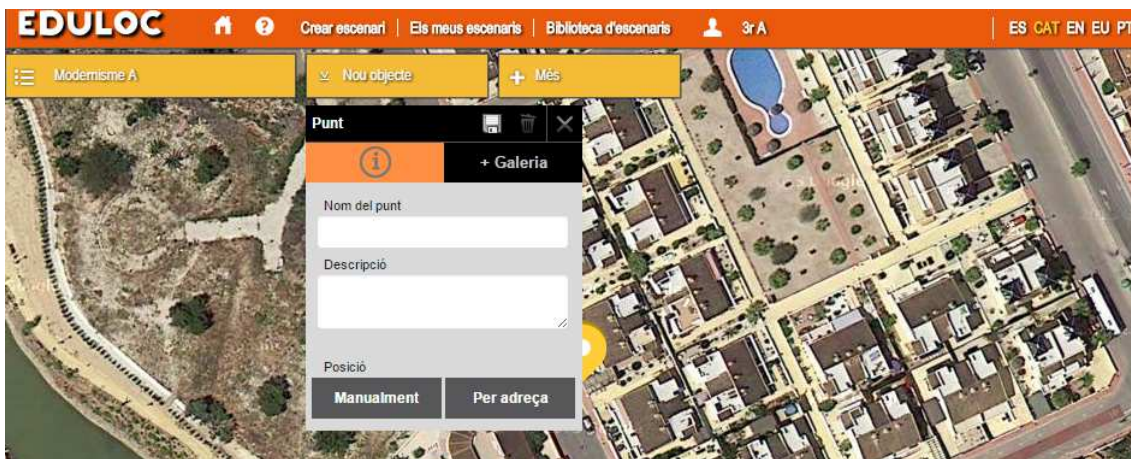 EDULOC
Crear escenari | Els meus escenaris | Biblioteca d'escenaris
3r A
ES CAT EN EU PT
Modernisme A
Nou objecte
+ Més
Punt
+ Galeria
Nom del punt
Descripció
Posició
Manualment
Per adreça